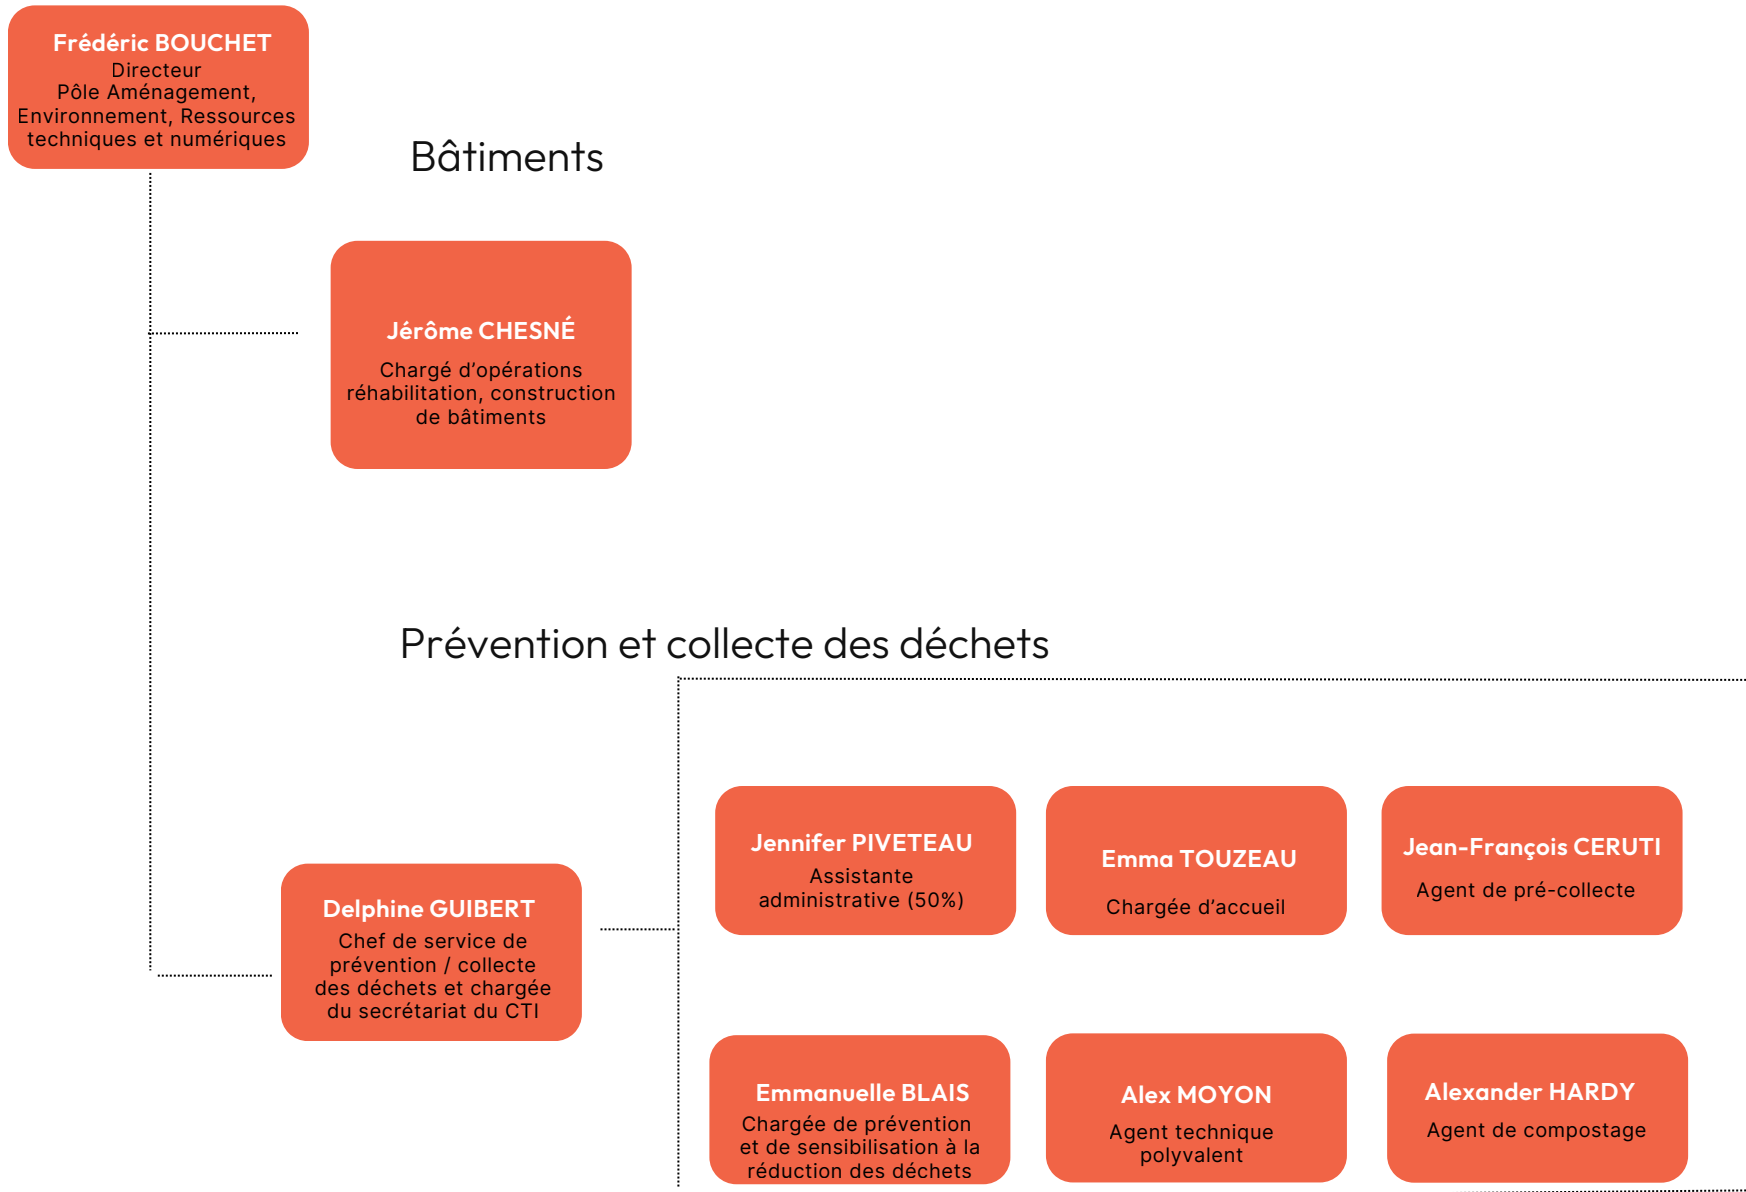 Frédéric BOUCHET
Directeur
Pôle Aménagement,
Environnement, Ressources
techniques et numériques
Bâtiments
Jérôme CHESNÉ
Chargé d’opérations
réhabilitation, construction
de bâtiments
Prévention et collecte des déchets
Delphine GUIBERT
Chef de service de
prévention / collecte
des déchets et chargée
du secrétariat du CTI
Jennifer PIVETEAU
Assistante
administrative (50%)
Emma TOUZEAU
Chargée d’accueil
Jean-François CERUTI
Agent de pré-collecte
Emmanuelle BLAIS
Chargée de prévention
et de sensibilisation à la
réduction des déchets
Alex MOYON
Agent technique
polyvalent
Alexander HARDY
Agent de compostage